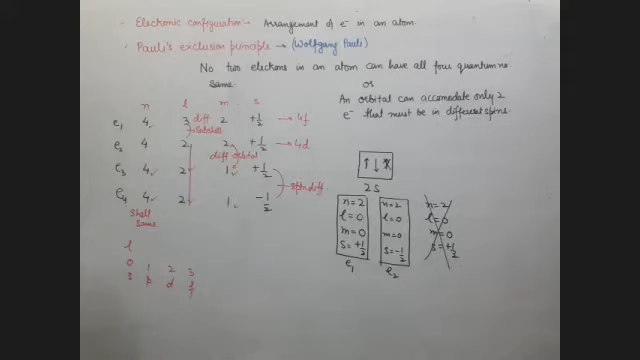 Electronic configuration - Arrangement of e⁻ in an atom
Pauli's exclusion principle → (Wolfgang Pauli)
No two electons in an atom can have all four quantum no
same
or
An orbital can accomodate only 2
e⁻ that must be in different spins
n l m s
e1 4 3 diff subshell 2 +1/2 → 4f
e2 4 2 2 +1/2 → 4d
diff orbital
e3 4 2 1 +1/2
spin diff
e4 4 2 1 -1/2
Shell
same
l
0 1 2 3
s p d f
2s
n=2 n=2 n=2
l=0 l=0 l=0
m=0 m=0 m=0
s=+1/2 s=-1/2 s=+1/2
e1 e2